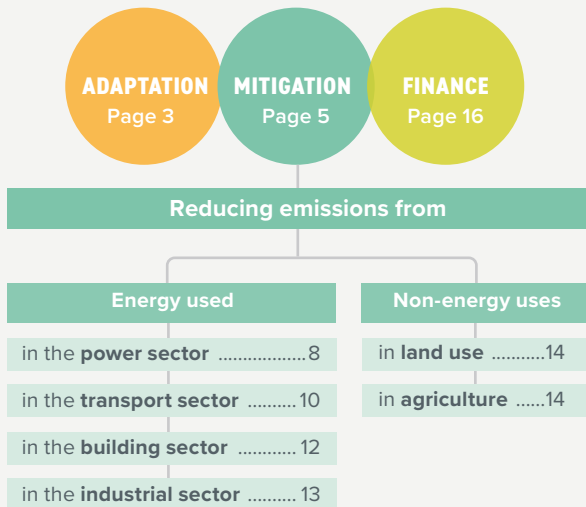 ADAPTATION
Page 3
MITIGATION
Page 5
FINANCE
Page 16
Reducing emissions from
Energy used
in the power sector ..................8
in the transport sector ..........10
in the building sector ............12
in the industrial sector ..........13
Non-energy uses
in land use ...........14
in agriculture ......14